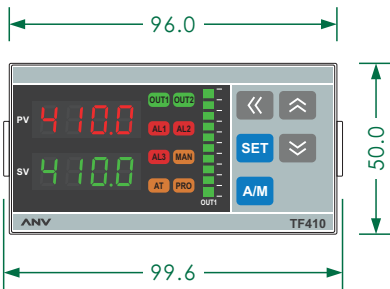 96.0
PV 410.0
OUT1 OUT2
AL1 AL2
SV 410.0
AL3 MAN
AT PRO
OUT1
SET
A/M
ANV
TF410
50.0
99.6